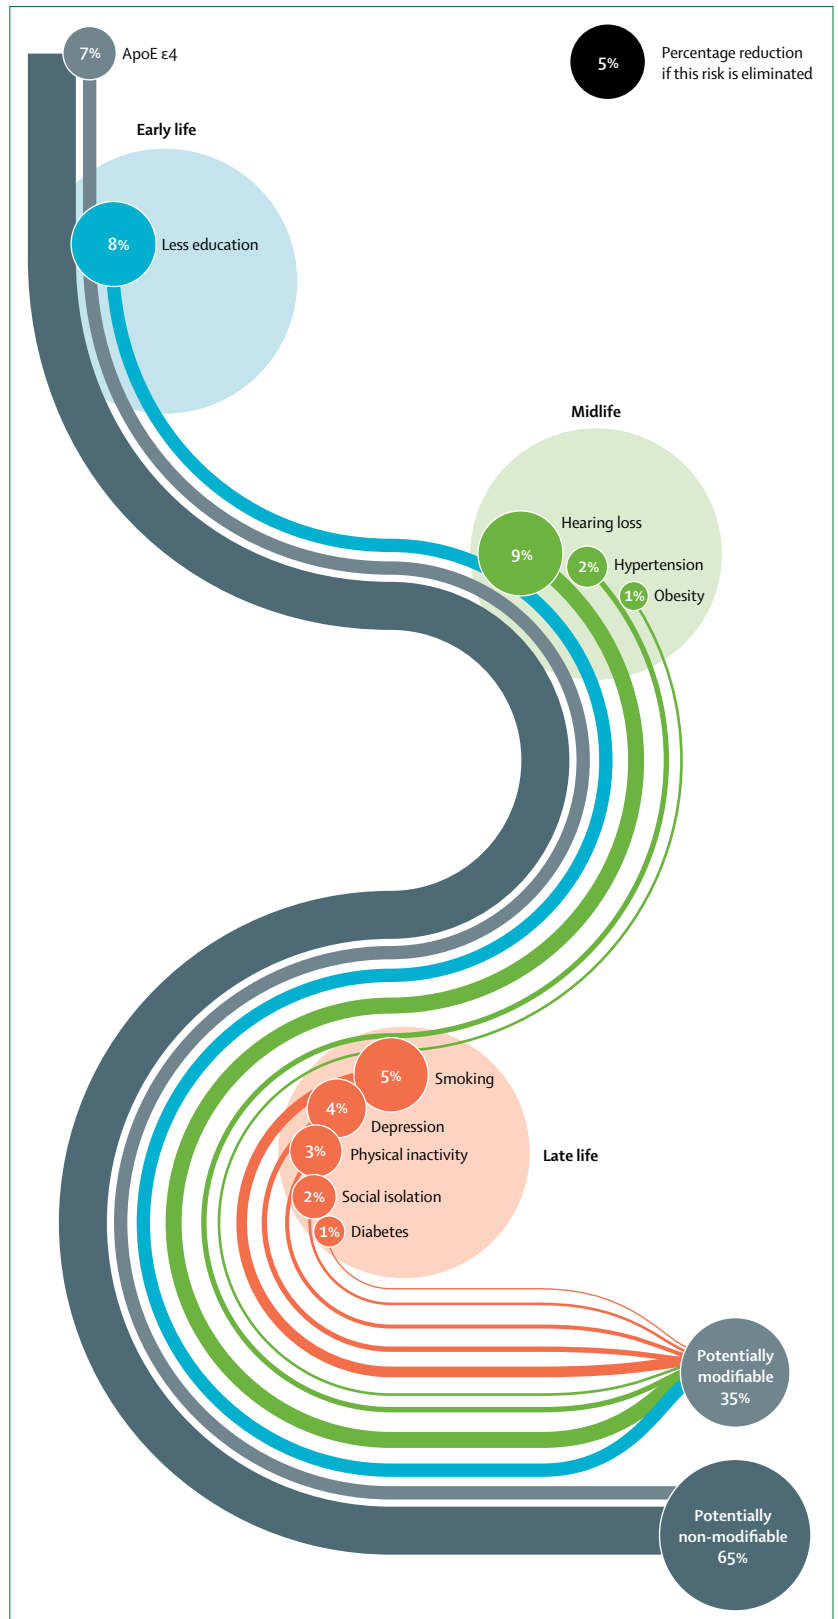 7%
ApoE ε4
5%
Percentage reduction
if this risk is eliminated
Early life
8%
Less education
Midlife
Hearing loss
9%
2%
Hypertension
1%
Obesity
5%
Smoking
4%
Depression
3%
Physical inactivity
Late life
2%
Social isolation
1%
Diabetes
Potentially
modifiable
35%
Potentially
non-modifiable
65%